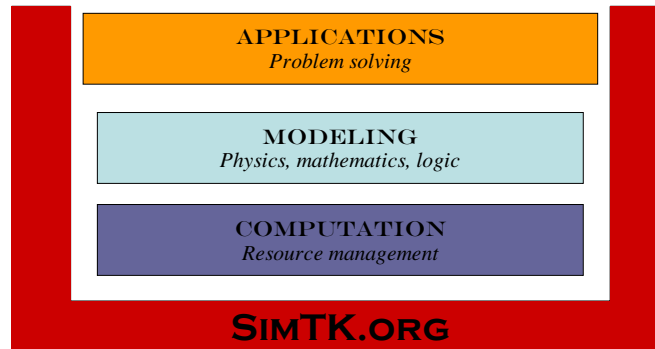 APPLICATIONS
Problem solving
MODELING
Physics, mathematics, logic
COMPUTATION
Resource management
SIMTK.ORG